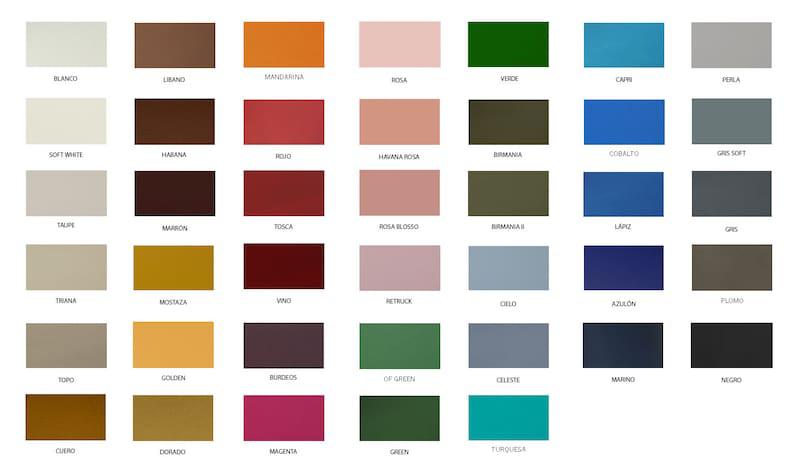 BLANCO
LIBANO
MANDARINA
ROSA
VERDE
CAPRI
PERLA
SOFT WHITE
HABANA
ROJO
HAVANA ROSA
BIRMANIA
COBALTO
GRIS SOFT
TAUPE
MARRÓN
TOSCA
ROSA BLOSSO
BIRMANIA II
LÁPIZ
GRIS
TRIANA
MOSTAZA
VINO
RETRUCK
CIELO
AZULÓN
PLOMO
TOPO
GOLDEN
BURDEOS
OF GREEN
CELESTE
MARINO
NEGRO
CUERO
DORADO
MAGENTA
GREEN
TURQUESA